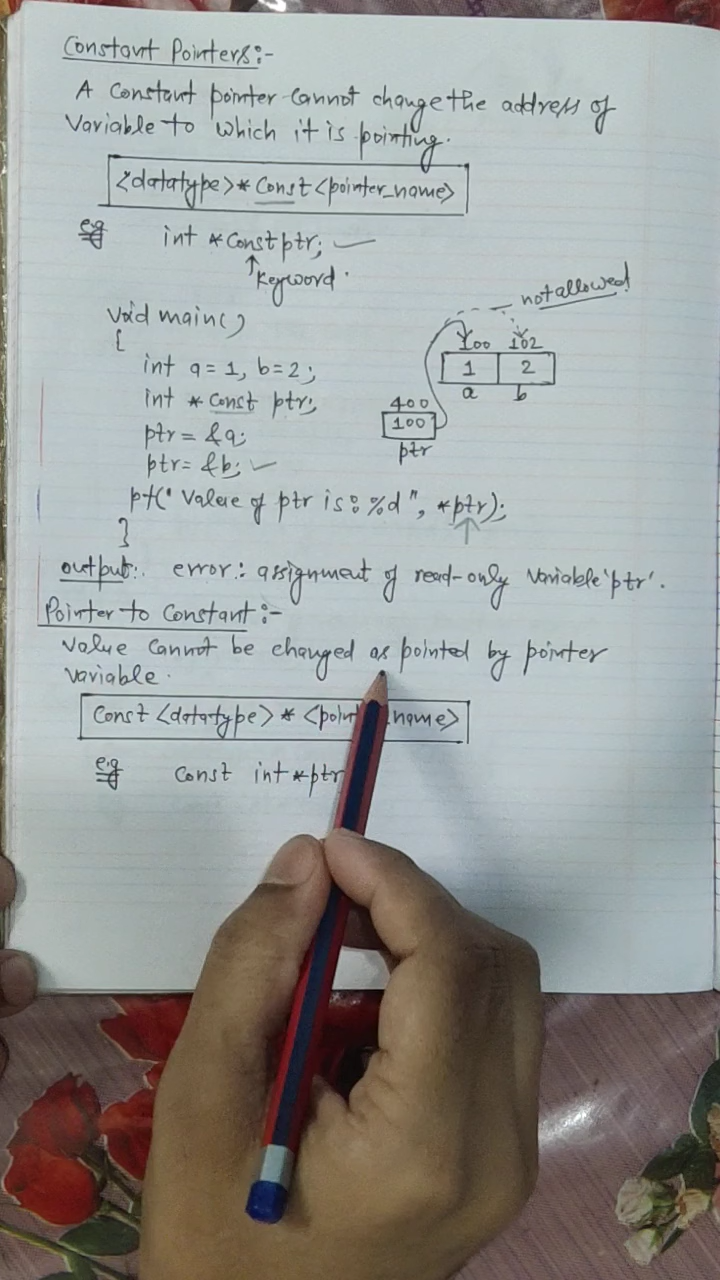 Constant Pointers:-
A Constant pointer cannot change the address of
Variable to which it is pointing.
<datatype>* Const <pointer_name>
eg int *Const ptr;
↑ Keyword.
not allowed
Void main()
{
100 102
int a = 1, b = 2;
1 2
a b
int * Const ptr;
400
100
ptr
ptr = &a;
ptr = &b;
pf(" Value of ptr is: %d", *ptr);
}
output:. error: assignment of read-only Variable 'ptr'.
Pointer to Constant:-
Value cannot be changed as pointed by pointer
Variable.
Const <datatype> * <point name>
eg Const int *ptr